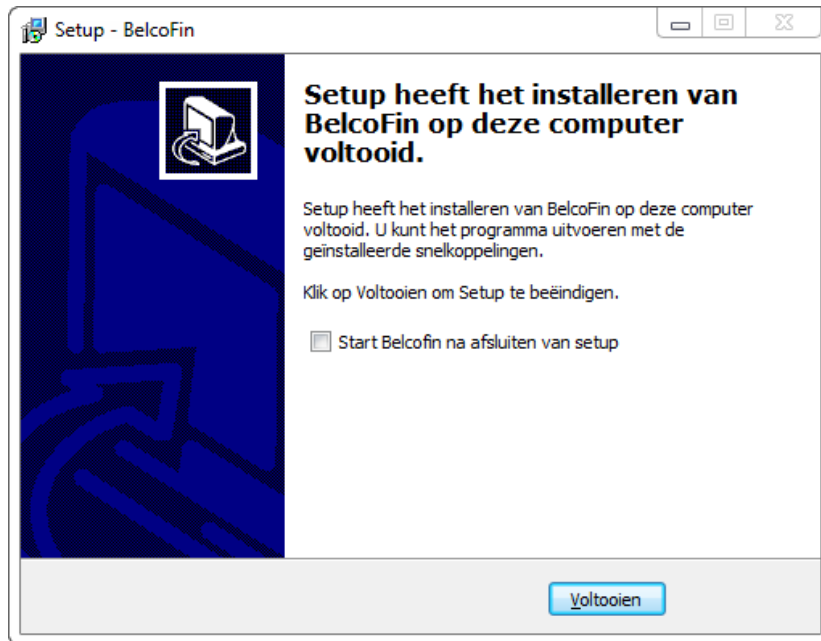 Setup - BelcoFin
Setup heeft het installeren van
BelcoFin op deze computer
voltooid.
Setup heeft het installeren van BelcoFin op deze computer
voltooid. U kunt het programma uitvoeren met de
geïnstalleerde snelkoppelingen.
Klik op Voltooien om Setup te beëindigen.
Start Belcofin na afsluiten van setup
Voltooien